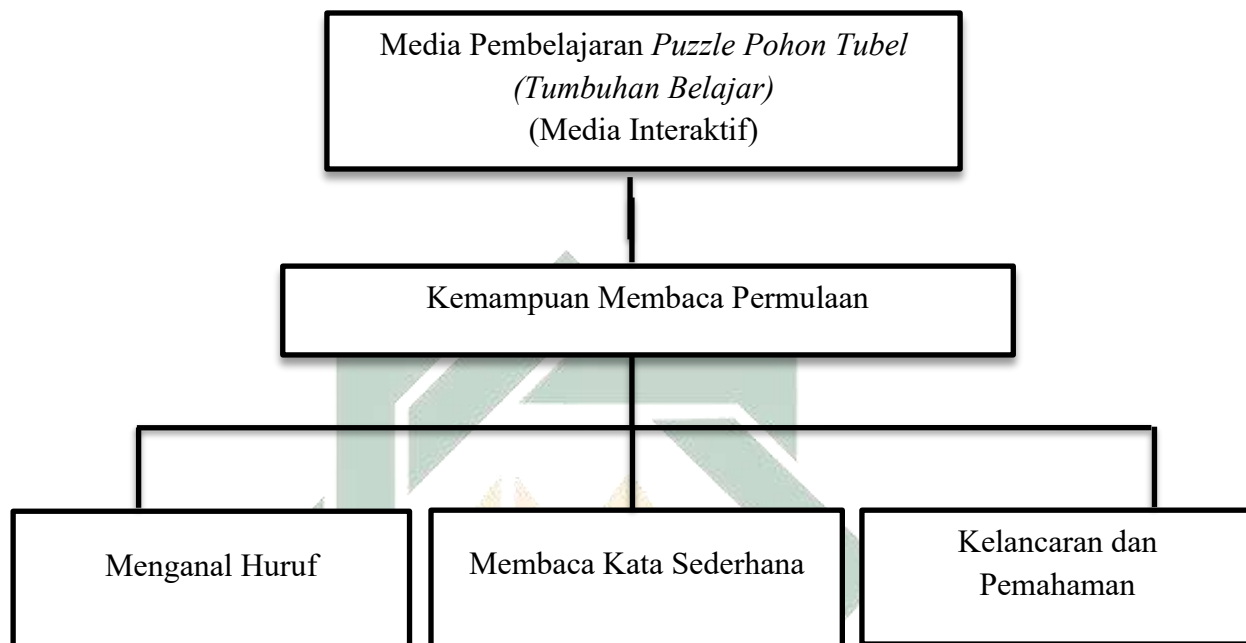 Media Pembelajaran Puzzle Pohon Tubel
(Tumbuhan Belajar)
(Media Interaktif)
Kemampuan Membaca Permulaan
Menganal Huruf
Membaca Kata Sederhana
Kelancaran dan
Pemahaman